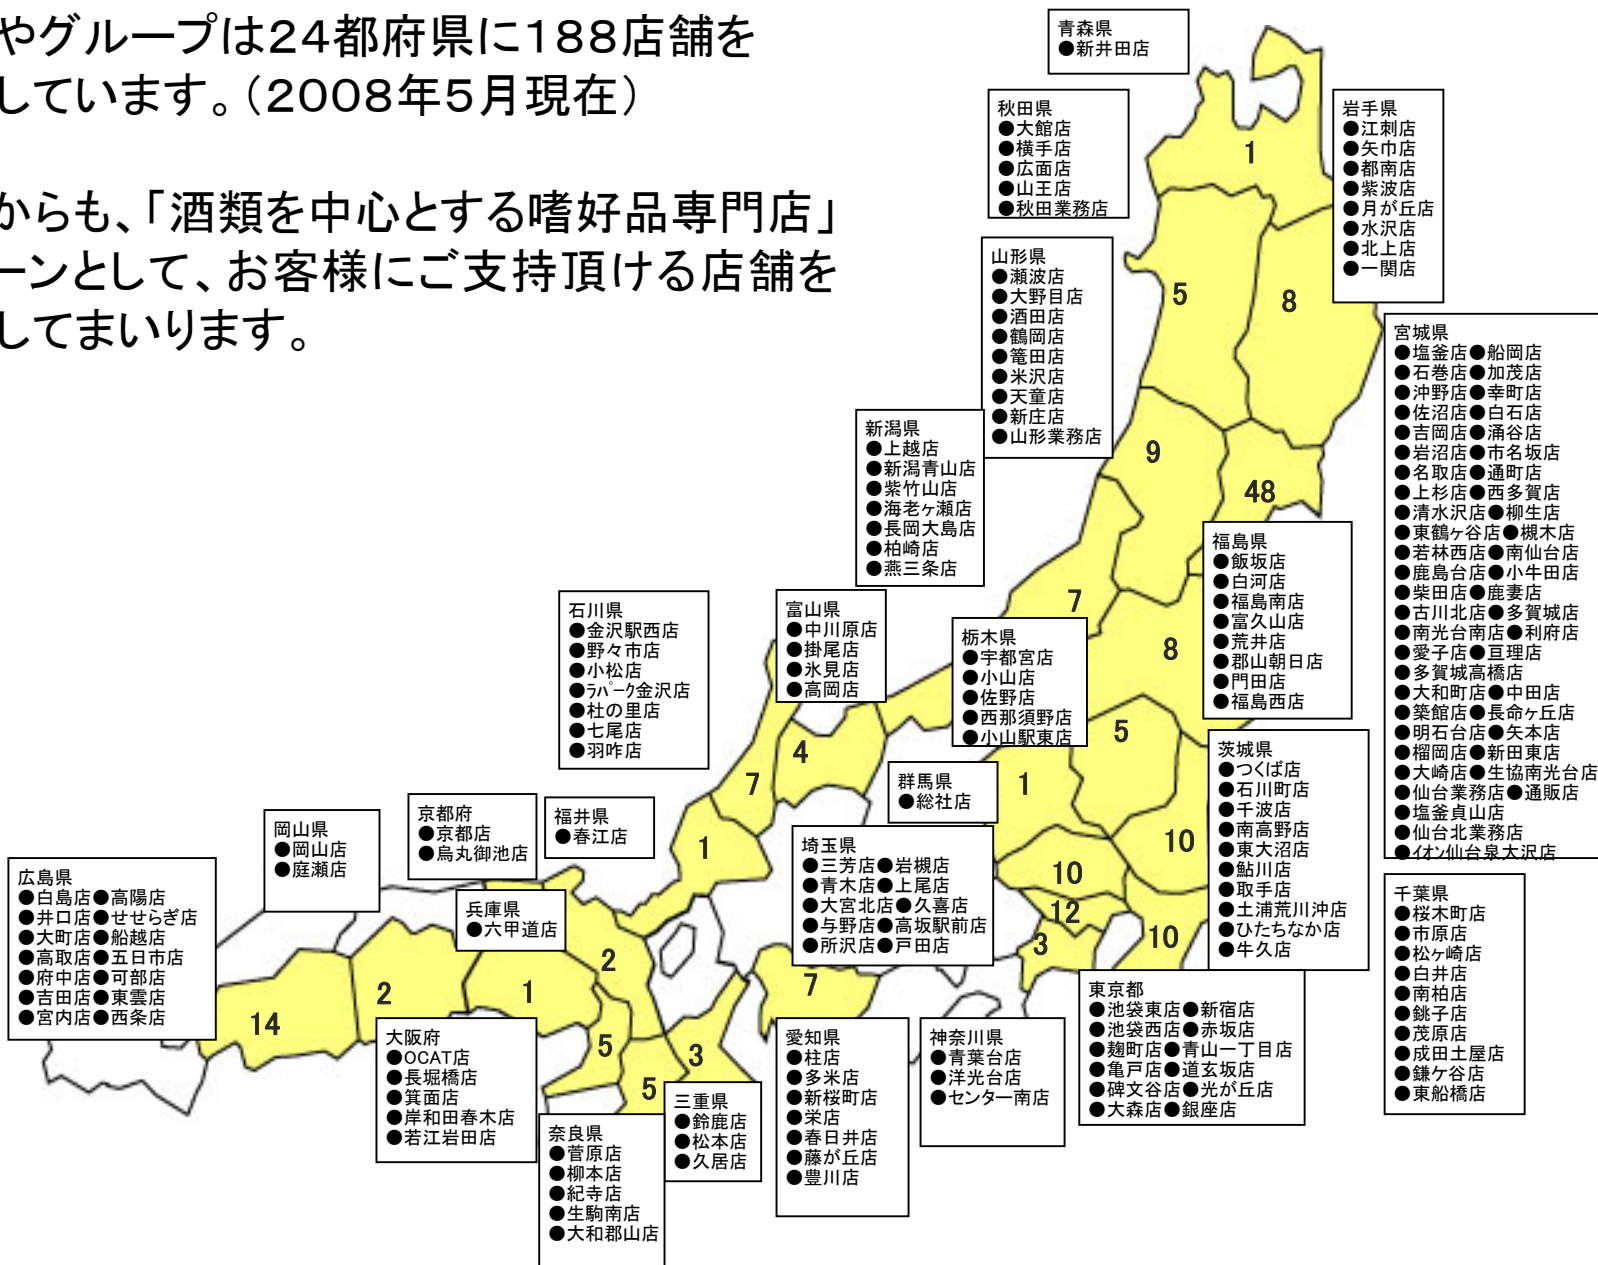 やグループは24都府県に188店舗を
しています。（2008年5月現在）
からも、「酒類を中心とする嗜好品専門店」
ーンとして、お客様にご支持頂ける店舗を
してまいります。
青森県
●新井田店
秋田県
●大館店
●横手店
●広面店
●山王店
●秋田業務店
岩手県
●江刺店
●矢巾店
●都南店
●紫波店
●月が丘店
●水沢店
●北上店
●一関店
山形県
●瀬波店
●大野目店
●酒田店
●鶴岡店
●篭田店
●米沢店
●天童店
●新庄店
●山形業務店
宮城県
●塩釜店●船岡店
●石巻店●加茂店
●沖野店●幸町店
●佐沼店●白石店
●吉岡店●涌谷店
●岩沼店●市名坂店
●名取店●通町店
●上杉店●西多賀店
●清水沢店●柳生店
●東鶴ヶ谷店●槻木店
●若林西店●南仙台店
●鹿島台店●小牛田店
●柴田店●鹿妻店
●古川北店●多賀城店
●南光台南店●利府店
●愛子店●亘理店
●多賀城高橋店
●大和町店●中田店
●築館店●長命ヶ丘店
●明石台店●矢本店
●榴岡店●新田東店
●大崎店●生協南光台店
●仙台業務店●通販店
●塩釜貞山店
●仙台北業務店
●イオン仙台泉大沢店
新潟県
●上越店
●新潟青山店
●紫竹山店
●海老ヶ瀬店
●長岡大島店
●柏崎店
●燕三条店
福島県
●飯坂店
●白河店
●福島南店
●富久山店
●荒井店
●郡山朝日店
●門田店
●福島西店
石川県
●金沢駅西店
●野々市店
●小松店
●ラパーク金沢店
●杜の里店
●七尾店
●羽咋店
富山県
●中川原店
●掛尾店
●氷見店
●高岡店
栃木県
●宇都宮店
●小山店
●佐野店
●西那須野店
●小山駅東店
茨城県
●つくば店
●石川町店
●千波店
●南高野店
●東大沼店
●鮎川店
●取手店
●土浦荒川沖店
●ひたちなか店
●牛久店
群馬県
●総社店
福井県
●春江店
京都府
●京都店
●烏丸御池店
岡山県
●岡山店
●庭瀬店
埼玉県
●三芳店●岩槻店
●青木店●上尾店
●大宮北店●久喜店
●与野店●高坂駅前店
●所沢店●戸田店
広島県
●白島店●高陽店
●井口店●せせらぎ店
●大町店●船越店
●高取店●五日市店
●府中店●可部店
●吉田店●東雲店
●宮内店●西条店
兵庫県
●六甲道店
千葉県
●桜木町店
●市原店
●松ヶ崎店
●白井店
●南柏店
●銚子店
●茂原店
●成田土屋店
●鎌ケ谷店
●東船橋店
東京都
●池袋東店●新宿店
●池袋西店●赤坂店
●麹町店●青山一丁目店
●亀戸店●道玄坂店
●碑文谷店●光が丘店
●大森店●銀座店
大阪府
●OCAT店
●長堀橋店
●箕面店
●岸和田春木店
●若江岩田店
愛知県
●柱店
●多米店
●新桜町店
●栄店
●春日井店
●藤が丘店
●豊川店
神奈川県
●青葉台店
●洋光台店
●センター南店
三重県
●鈴鹿店
●松本店
●久居店
奈良県
●菅原店
●柳本店
●紀寺店
●生駒南店
●大和郡山店
1
5
8
9
48
7
8
5
4
7
1
1
10
10
12
3
10
7
2
1
2
14
5
5
3